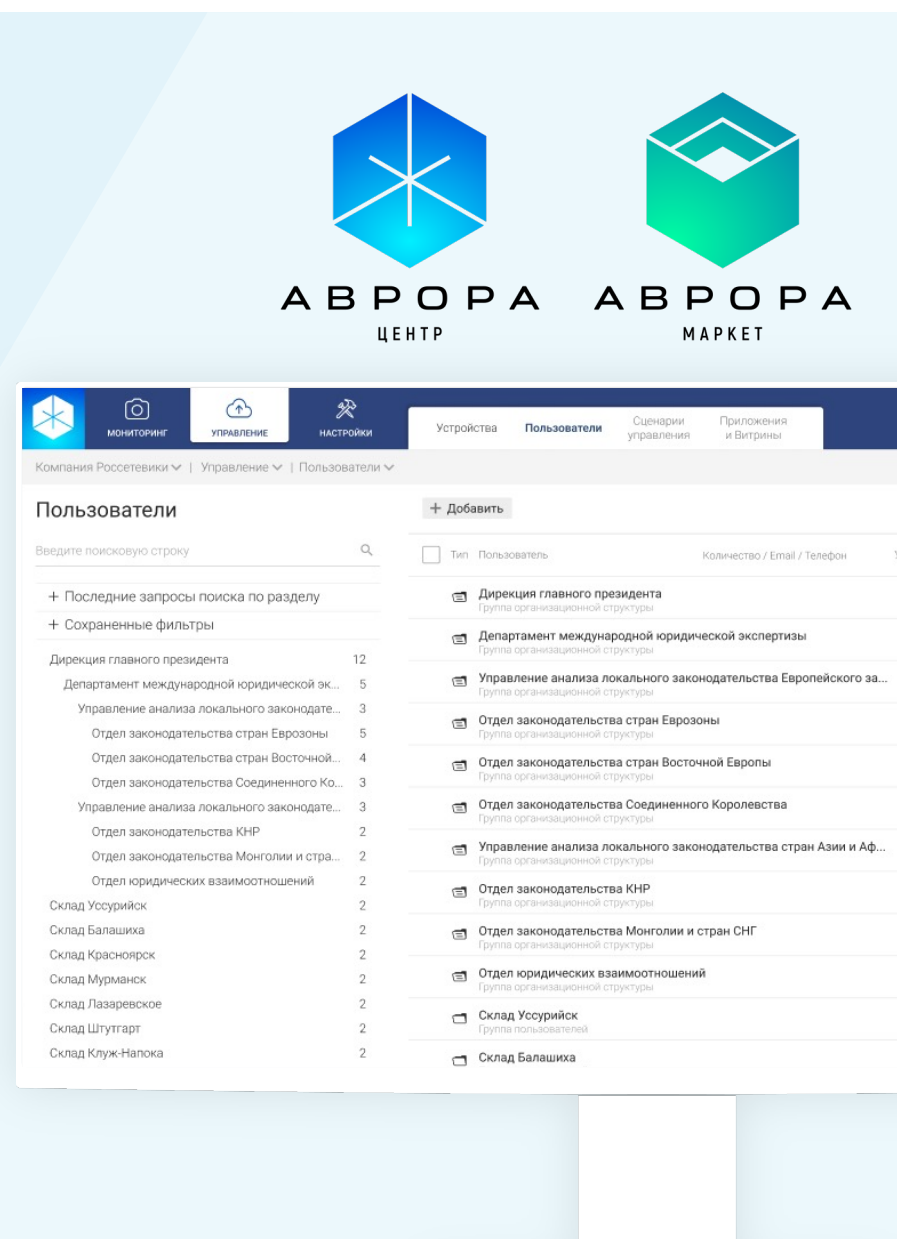 АВРОРА
ЦЕНТР
АВРОРА
МАРКЕТ
МОНИТОРИНГ
УПРАВЛЕНИЕ
НАСТРОЙКИ
Устройства
Пользователи
Сценарии
управления
Приложения
и Витрины
Компания Россетевики | Управление | Пользователи
Пользователи
Введите поисковую строку
+ Последние запросы поиска по разделу
+ Сохраненные фильтры
Дирекция главного президента 12
Департамент международной юридической эк... 5
Управление анализа локального законодате... 3
Отдел законодательства стран Еврозоны 5
Отдел законодательства стран Восточной... 4
Отдел законодательства Соединенного Ко... 3
Управление анализа локального законодате... 3
Отдел законодательства КНР 2
Отдел законодательства Монголии и стра... 2
Отдел юридических взаимоотношений 2
Склад Уссурийск 2
Склад Балашиха 2
Склад Красноярск 2
Склад Мурманск 2
Склад Лазаревское 2
Склад Штутгарт 2
Склад Клуж-Напока 2
+ Добавить
Тип Пользователь Количество / Email / Телефон
Дирекция главного президента
Группа организационной структуры
Департамент международной юридической экспертизы
Группа организационной структуры
Управление анализа локального законодательства Европейского за...
Группа организационной структуры
Отдел законодательства стран Еврозоны
Группа организационной структуры
Отдел законодательства стран Восточной Европы
Группа организационной структуры
Отдел законодательства Соединенного Королевства
Группа организационной структуры
Управление анализа локального законодательства стран Азии и Аф...
Группа организационной структуры
Отдел законодательства КНР
Группа организационной структуры
Отдел законодательства Монголии и стран СНГ
Группа организационной структуры
Отдел юридических взаимоотношений
Группа организационной структуры
Склад Уссурийск
Группа пользователей
Склад Балашиха